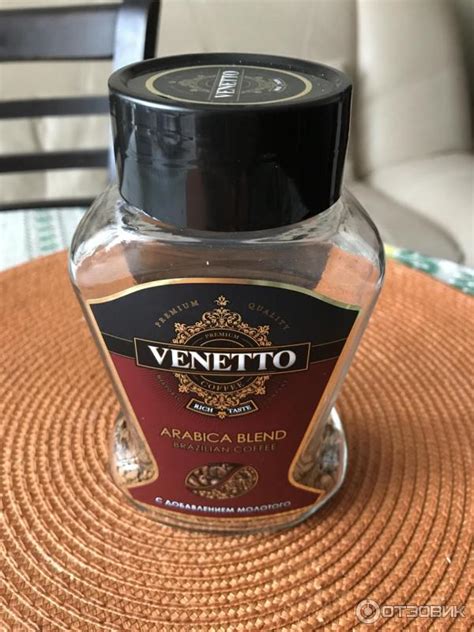 VENETTO
PREMIUM QUALITY
PREMIUM
VENETTO
COFFEE
RICH TASTE
ARABICA BLEND
BRAZILIAN COFFEE
С ДОБАВЛЕНИЕМ МОЛОТОГО
ОТЗОВИК